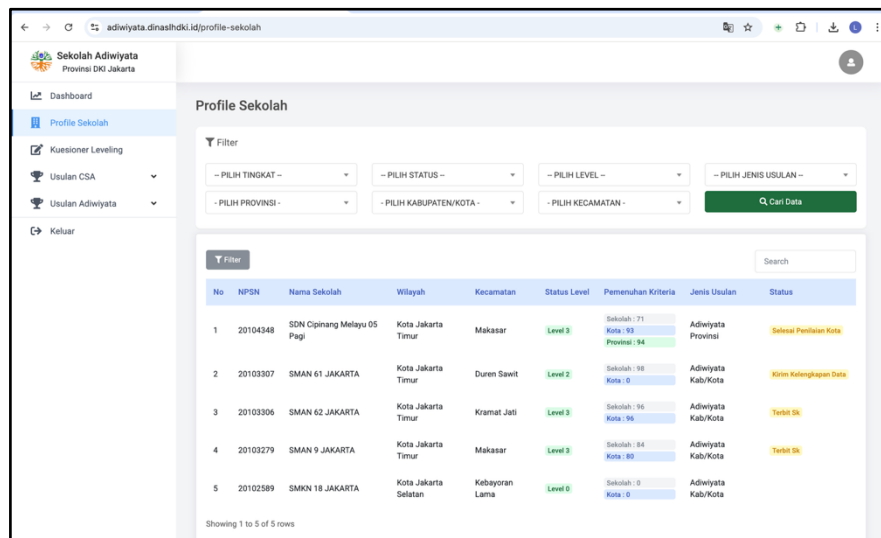 adiwiyata.dinaslhdki.id/profile-sekolah
L
Sekolah Adiwiyata
Provinsi DKI Jakarta
Dashboard
Profile Sekolah
Kuesioner Leveling
Usulan CSA
Usulan Adiwiyata
Keluar
Profile Sekolah
Filter
-- PILIH TINGKAT -- -- PILIH STATUS -- -- PILIH LEVEL -- -- PILIH JENIS USULAN --
- PILIH PROVINSI - - PILIH KABUPATEN/KOTA - - PILIH KECAMATAN - Cari Data
Filter Search
No NPSN Nama Sekolah Wilayah Kecamatan Status Level Pemenuhan Kriteria Jenis Usulan Status
1 20104348 SDN Cipinang Melayu 05 Pagi Kota Jakarta Timur Makasar Level 3 Sekolah : 71 Kota : 93 Provinsi : 94 Adiwiyata Provinsi Selesai Penilaian Kota
2 20103307 SMAN 61 JAKARTA Kota Jakarta Timur Duren Sawit Level 2 Sekolah : 98 Kota : 0 Adiwiyata Kab/Kota Kirim Kelengkapan Data
3 20103306 SMAN 62 JAKARTA Kota Jakarta Timur Kramat Jati Level 3 Sekolah : 96 Kota : 96 Adiwiyata Kab/Kota Terbit Sk
4 20103279 SMAN 9 JAKARTA Kota Jakarta Timur Makasar Level 3 Sekolah : 84 Kota : 80 Adiwiyata Kab/Kota Terbit Sk
5 20102589 SMKN 18 JAKARTA Kota Jakarta Selatan Kebayoran Lama Level 0 Sekolah : 0 Kota : 0 Adiwiyata Kab/Kota
Showing 1 to 5 of 5 rows